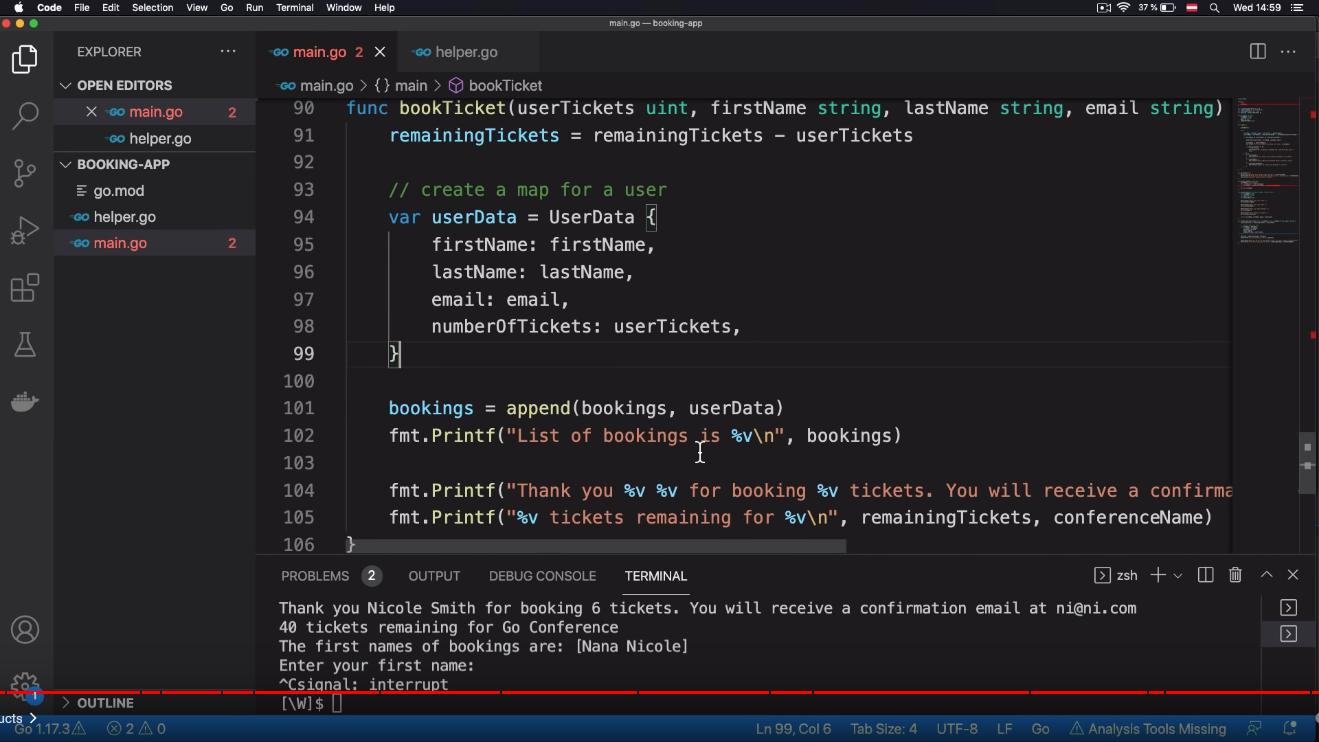 Code File Edit Selection View Go Run Terminal Window Help 37 % Wed 14:59
main.go — booking-app
EXPLORER ...
main.go 2
helper.go
OPEN EDITORS
main.go 2
helper.go
BOOKING-APP
go.mod
helper.go
main.go 2
OUTLINE
main.go > {} main > bookTicket
90 func bookTicket(userTickets uint, firstName string, lastName string, email string)
91 remainingTickets = remainingTickets - userTickets
92
93 // create a map for a user
94 var userData = UserData {
95 firstName: firstName,
96 lastName: lastName,
97 email: email,
98 numberOfTickets: userTickets,
99 }
100
101 bookings = append(bookings, userData)
102 fmt.Printf("List of bookings is %v\n", bookings)
103
104 fmt.Printf("Thank you %v %v for booking %v tickets. You will receive a confirma
105 fmt.Printf("%v tickets remaining for %v\n", remainingTickets, conferenceName)
106 }
PROBLEMS 2 OUTPUT DEBUG CONSOLE TERMINAL zsh
Thank you Nicole Smith for booking 6 tickets. You will receive a confirmation email at ni@ni.com
40 tickets remaining for Go Conference
The first names of bookings are: [Nana Nicole]
Enter your first name:
^Csignal: interrupt
[\W]$
1
ucts >
Go 1.17.3 2 0 Ln 99, Col 6 Tab Size: 4 UTF-8 LF Go Analysis Tools Missing